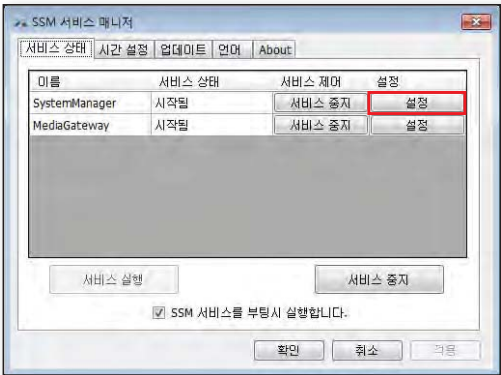 SSM 서비스 매니저
서비스 상태 시간 설정 업데이트 언어 About
이름 서비스 상태 서비스 제어 설정
SystemManager 시작됨 서비스 중지 설정
MediaGateway 시작됨 서비스 중지 설정
서비스 실행 서비스 중지
SSM 서비스를 부팅시 실행합니다.
확인 취소 적용